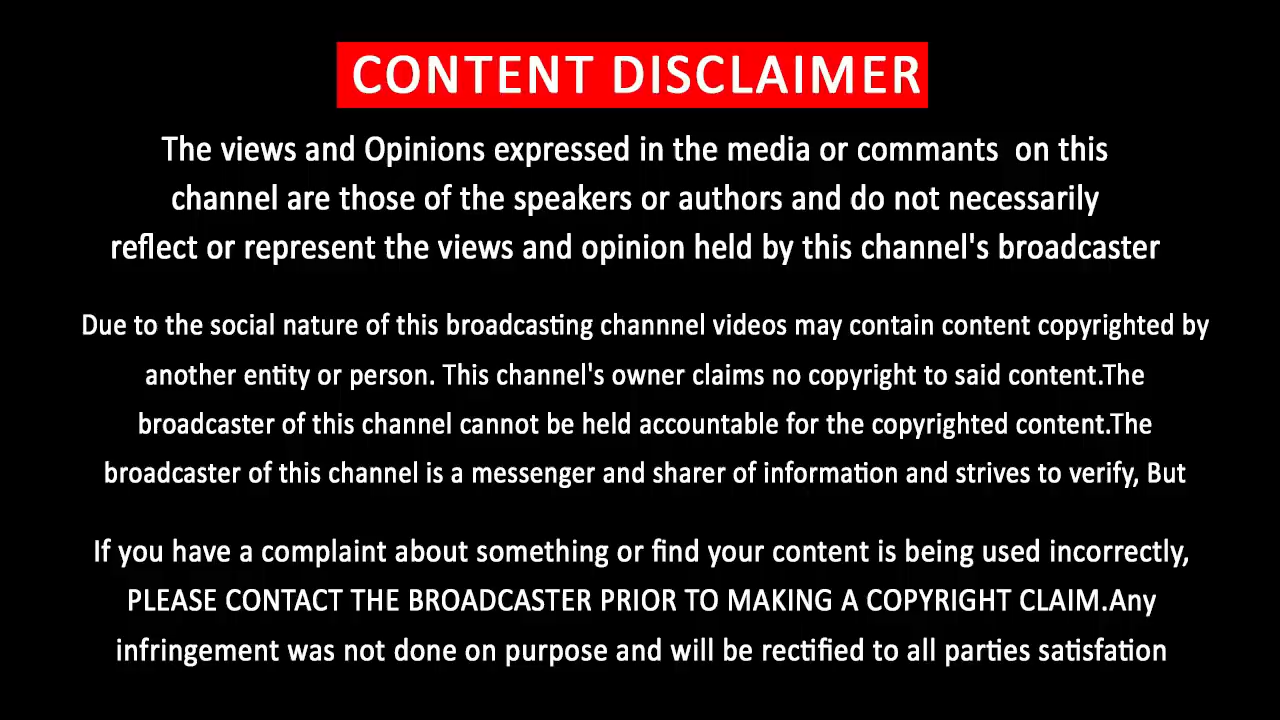 CONTENT DISCLAIMER
The views and Opinions expressed in the media or commants on this
channel are those of the speakers or authors and do not necessarily
reflect or represent the views and opinion held by this channel's broadcaster
Due to the social nature of this broadcasting channnel videos may contain content copyrighted by
another entity or person. This channel's owner claims no copyright to said content.The
broadcaster of this channel cannot be held accountable for the copyrighted content.The
broadcaster of this channel is a messenger and sharer of information and strives to verify, But
If you have a complaint about something or find your content is being used incorrectly,
PLEASE CONTACT THE BROADCASTER PRIOR TO MAKING A COPYRIGHT CLAIM.Any
infringement was not done on purpose and will be rectified to all parties satisfation